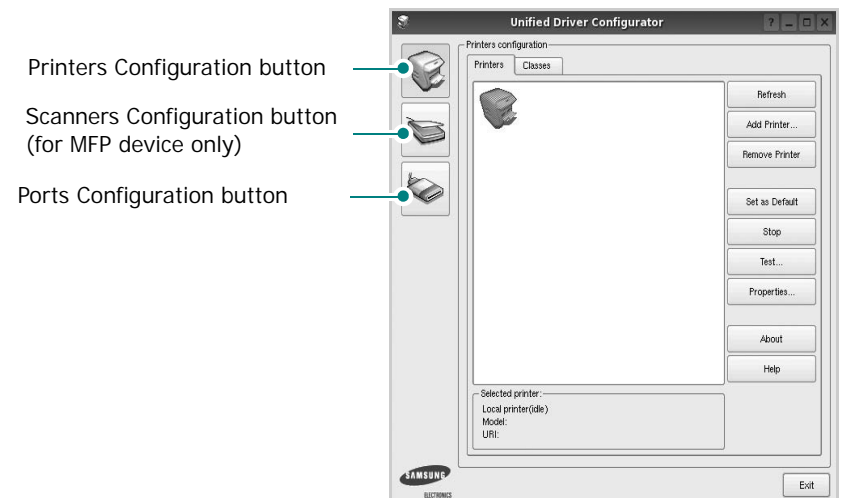 Unified Driver Configurator
Printers configuration
Printers Configuration button
Scanners Configuration button
(for MFP device only)
Ports Configuration button
Printers
Classes
Refresh
Add Printer...
Remove Printer
Set as Default
Stop
Test...
Properties...
About
Help
Selected printer:
Local printer(idle)
Model:
URI:
SAMSUNG
ELECTRONICS
Exit